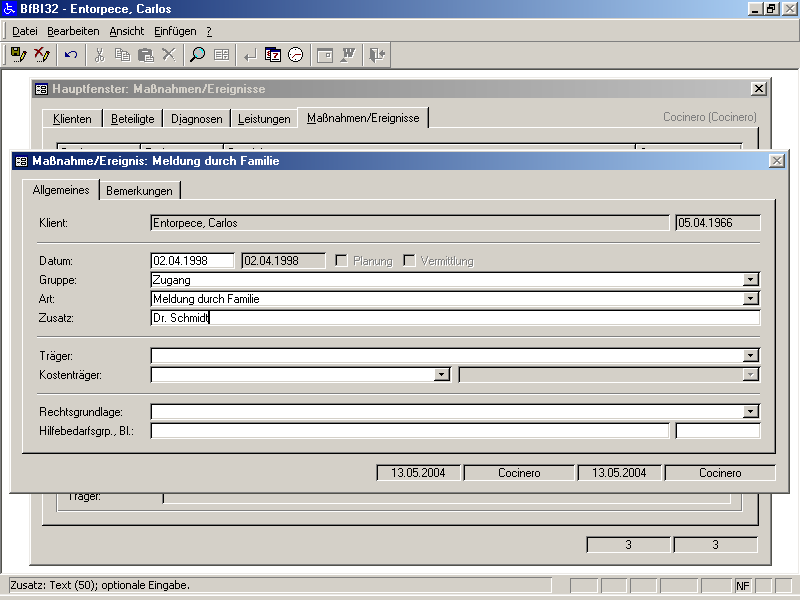 BfBI32 - Entorpece, Carlos
Datei Bearbeiten Ansicht Einfügen ?
Hauptfenster: Maßnahmen/Ereignisse
Klienten Beteiligte Diagnosen Leistungen Maßnahmen/Ereignisse Cocinero (Cocinero)
Maßnahme/Ereignis: Meldung durch Familie
Allgemeines Bemerkungen
Klient: Entorpece, Carlos 05.04.1966
Datum: 02.04.1998 02.04.1998 Planung Vermittlung
Gruppe: Zugang
Art: Meldung durch Familie
Zusatz: Dr. Schmidt
Träger:
Kostenträger:
Rechtsgrundlage:
Hilfebedarfsgrp., Bl.:
13.05.2004 Cocinero 13.05.2004 Cocinero
Träger:
3 3
Zusatz: Text (50); optionale Eingabe. NF